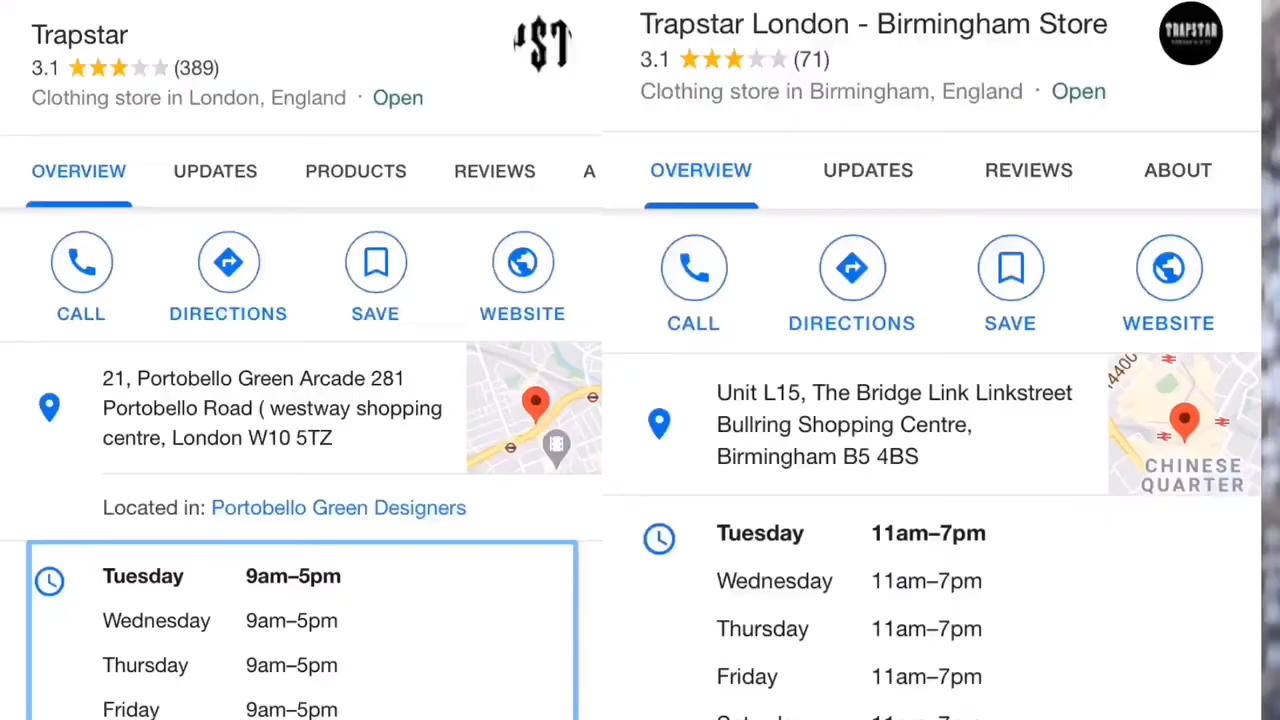 Trapstar
3.1 (389)
Clothing store in London, England · Open
OVERVIEW UPDATES PRODUCTS REVIEWS A
CALL DIRECTIONS SAVE WEBSITE
21, Portobello Green Arcade 281
Portobello Road ( westway shopping
centre, London W10 5TZ
Located in: Portobello Green Designers
Tuesday 9am–5pm
Wednesday 9am–5pm
Thursday 9am–5pm
Friday 9am–5pm
Trapstar London - Birmingham Store
TRAPSTAR
3.1 (71)
Clothing store in Birmingham, England · Open
OVERVIEW UPDATES REVIEWS ABOUT
CALL DIRECTIONS SAVE WEBSITE
Unit L15, The Bridge Link Linkstreet
Bullring Shopping Centre,
Birmingham B5 4BS
A4400
CHINESE
QUARTER
Tuesday 11am–7pm
Wednesday 11am–7pm
Thursday 11am–7pm
Friday 11am–7pm